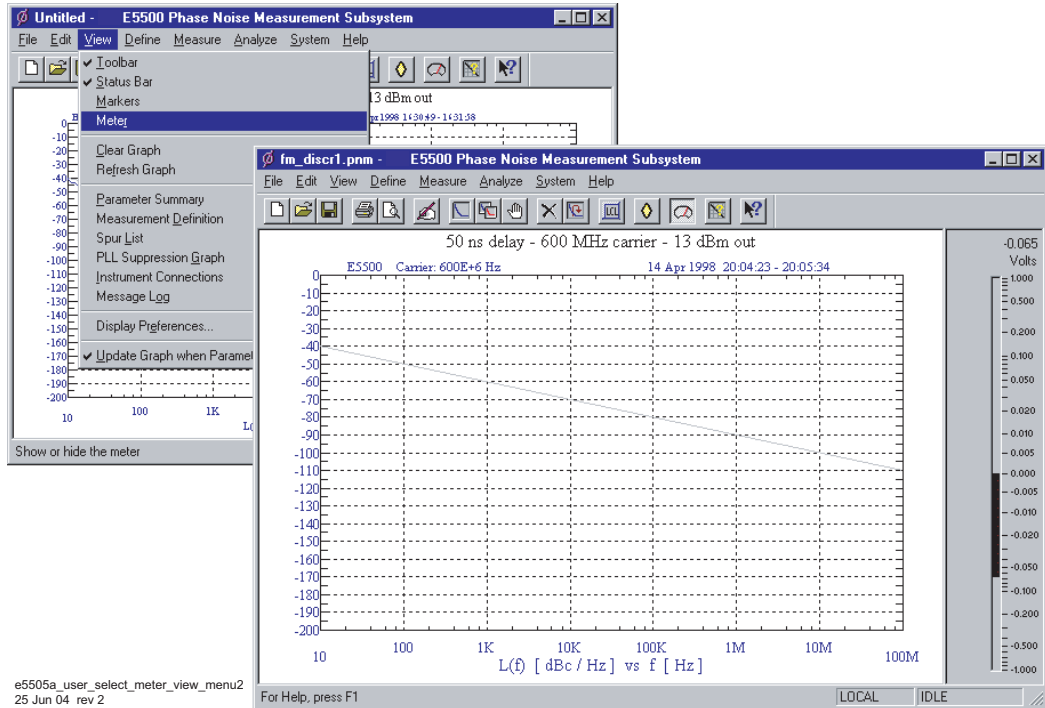 Untitled -    E5500 Phase Noise Measurement Subsystem
File Edit View Define Measure Analyze System Help
Toolbar
Status Bar
Markers
Meter
Clear Graph
Refresh Graph
Parameter Summary
Measurement Definition
Spur List
PLL Suppression Graph
Instrument Connections
Message Log
Display Preferences...
Update Graph when Paramet
13 dBm out
1998 16:30:49 - 16:31:58
0
-10
-20
-30
-40
-50
-60
-70
-80
-90
-100
-110
-120
-130
-140
-150
-160
-170
-180
-190
-200
10 100 1K
Show or hide the meter
fm_discr1.pnm -    E5500 Phase Noise Measurement Subsystem
File Edit View Define Measure Analyze System Help
50 ns delay - 600 MHz carrier - 13 dBm out
E5500 Carrier: 600E+6 Hz 14 Apr 1998 20:04:23 - 20:05:34
0
-10
-20
-30
-40
-50
-60
-70
-80
-90
-100
-110
-120
-130
-140
-150
-160
-170
-180
-190
-200
10 100 1K 10K 100K 1M 10M 100M
L(f) [ dBc / Hz ] vs f [ Hz ]
-0.065
Volts
1.000
0.500
0.200
0.100
0.050
0.020
0.010
0.005
0.000
-0.005
-0.010
-0.020
-0.050
-0.100
-0.200
-0.500
-1.000
For Help, press F1
LOCAL IDLE
e5505a_user_select_meter_view_menu2
25 Jun 04 rev 2